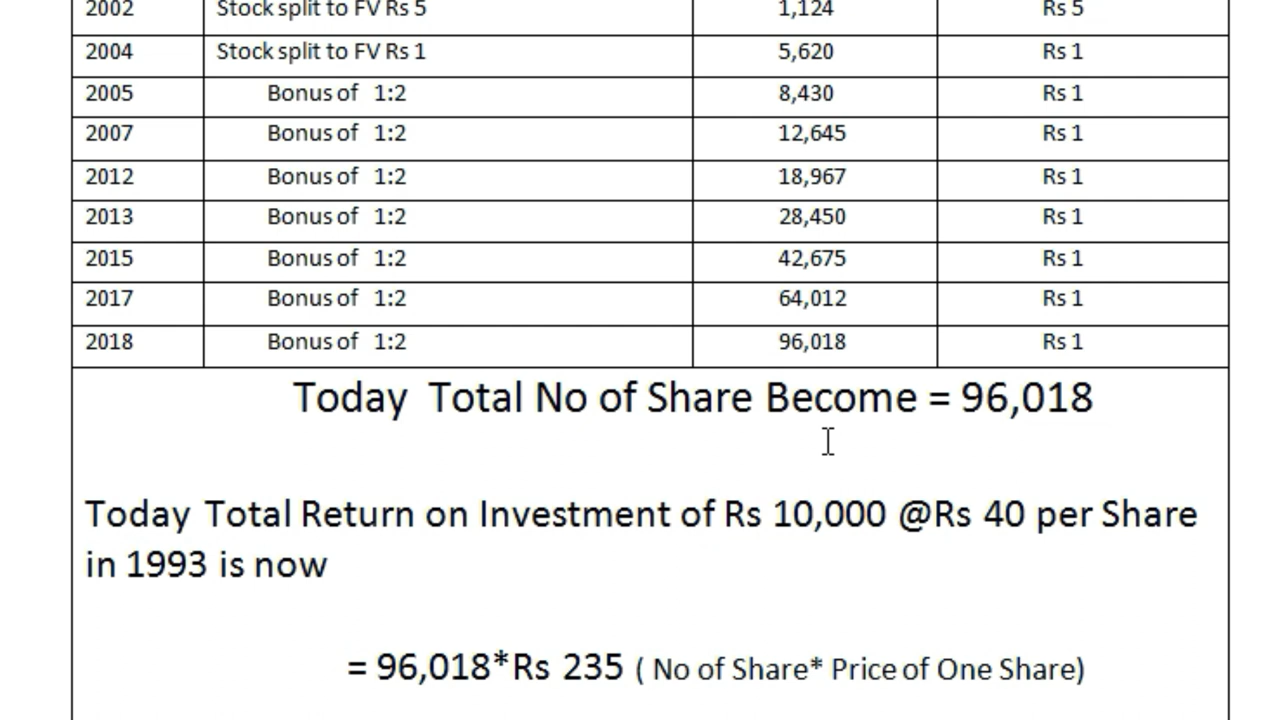 2002 Stock split to FV Rs 5 1,124 Rs 5
2004 Stock split to FV Rs 1 5,620 Rs 1
2005 Bonus of 1:2 8,430 Rs 1
2007 Bonus of 1:2 12,645 Rs 1
2012 Bonus of 1:2 18,967 Rs 1
2013 Bonus of 1:2 28,450 Rs 1
2015 Bonus of 1:2 42,675 Rs 1
2017 Bonus of 1:2 64,012 Rs 1
2018 Bonus of 1:2 96,018 Rs 1
Today Total No of Share Become = 96,018
Today Total Return on Investment of Rs 10,000 @Rs 40 per Share
in 1993 is now
= 96,018*Rs 235 ( No of Share* Price of One Share)